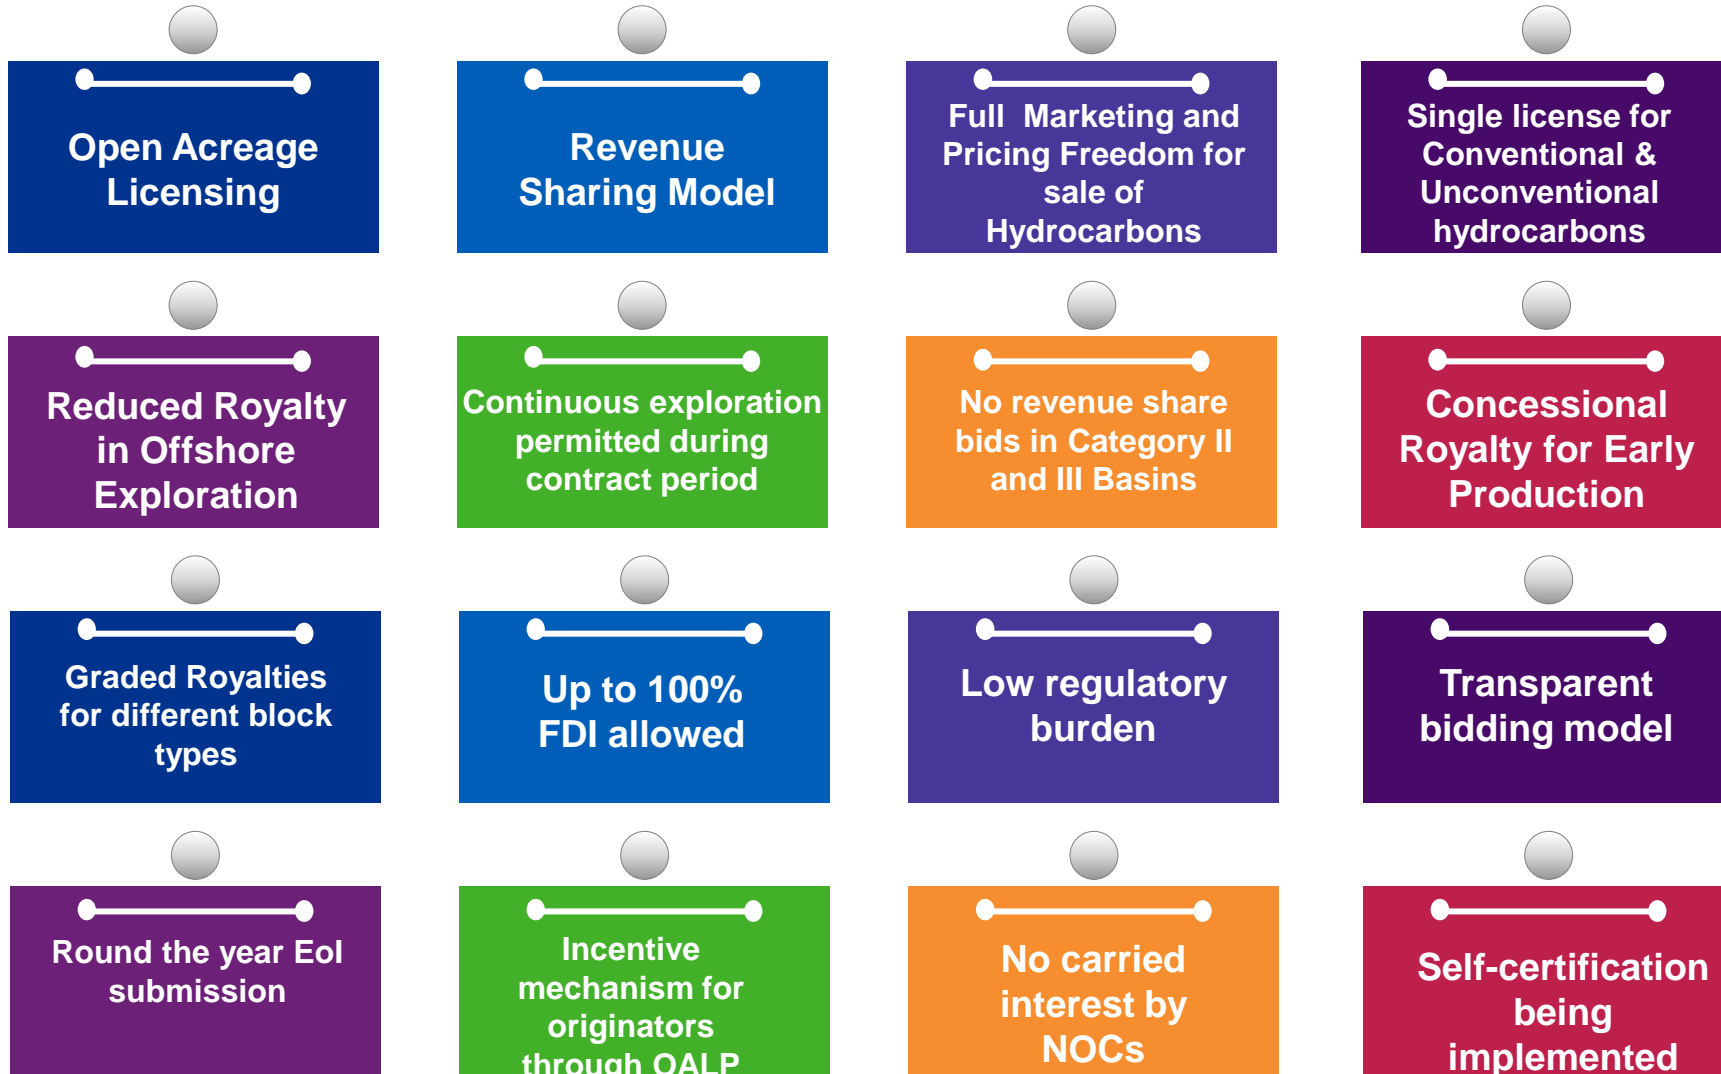 Open Acreage
Licensing
Revenue
Sharing Model
Full Marketing and
Pricing Freedom for
sale of
Hydrocarbons
Single license for
Conventional &
Unconventional
hydrocarbons
Reduced Royalty
in Offshore
Exploration
Continuous exploration
permitted during
contract period
No revenue share
bids in Category II
and III Basins
Concessional
Royalty for Early
Production
Graded Royalties
for different block
types
Up to 100%
FDI allowed
Low regulatory
burden
Transparent
bidding model
Round the year EoI
submission
Incentive
mechanism for
originators
through OALP
No carried
interest by
NOCs
Self-certification
being
implemented